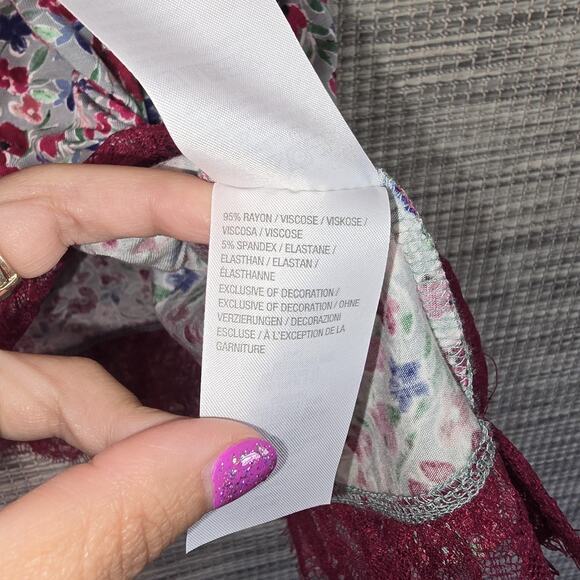 95% RAYON / VISCOSE / VISKOSE /
VISCOSA / VISCOSE
5% SPANDEX / ELASTANE /
ELASTHAN / ELASTAN /
ÉLASTHANNE
EXCLUSIVE OF DECORATION /
EXCLUSIVE OF DECORATION / OHNE
VERZIERUNGEN / DECORAZIONI
ESCLUSE / À L'EXCEPTION DE LA
GARNITURE